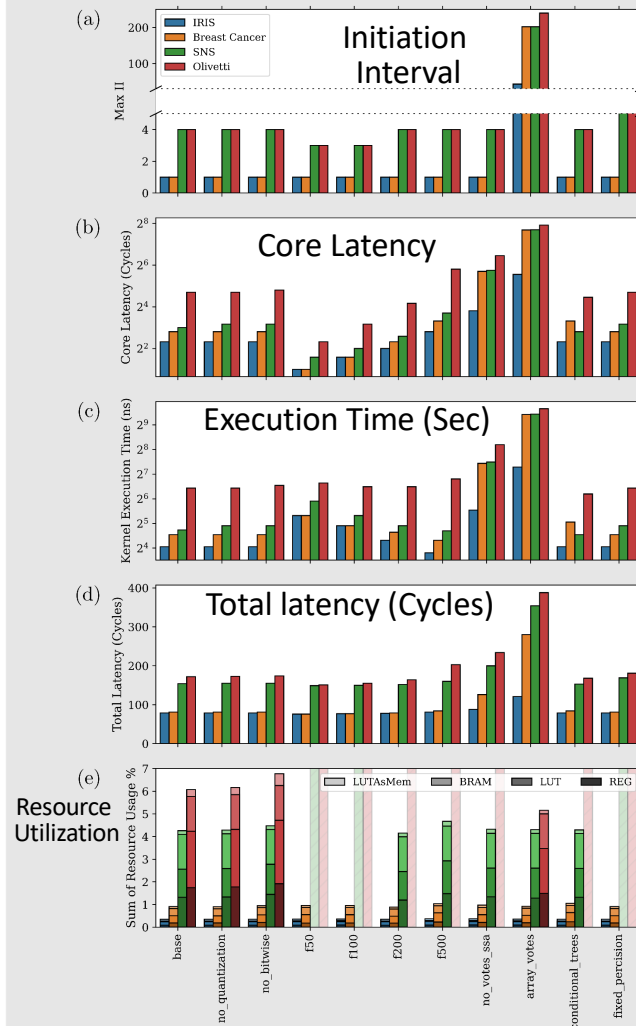 (a)
IRIS
Breast Cancer
SNS
Olivetti
Initiation
Interval
Max II
200
100
4
2
0
(b)
Core Latency
Core Latency (Cycles)
2^8
2^6
2^4
2^2
(c)
Execution Time (Sec)
Kernel Execution Time (ns)
2^9
2^8
2^7
2^6
2^5
2^4
(d)
Total latency (Cycles)
Total Latency (Cycles)
400
300
200
100
0
(e)
Resource
Utilization
Sum of Resource Usage %
7
6
5
4
3
2
1
0
LUTAsMem
BRAM
LUT
REG
base
no_quantization
no_bitwise
f50
f100
f200
f500
no_votes_ssa
array_votes
conditional_trees
fixed_percision